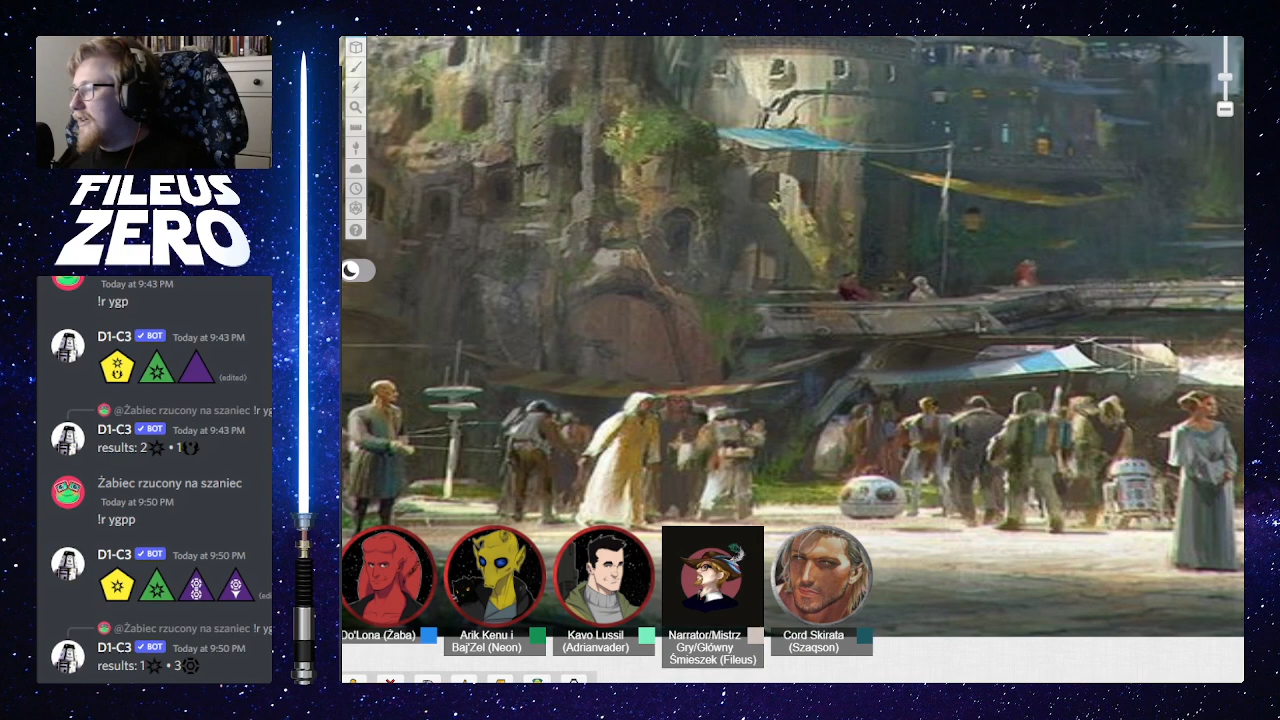 FILEUS
ZERO
Today at 9:43 PM
!r ygp
D1-C3 ✓ BOT Today at 9:43 PM
(edited)
@Żabiec rzucony na szaniec !r yg
D1-C3 ✓ BOT Today at 9:43 PM
results: 2 • 1
Żabiec rzucony na szaniec
Today at 9:50 PM
!r ygpp
D1-C3 ✓ BOT Today at 9:50 PM
(ed
@Żabiec rzucony na szaniec !r yg
D1-C3 ✓ BOT Today at 9:50 PM
results: 1 • 3
Do'Lona (Żaba)
Arik Kenu i
Baj'Zel (Neon)
Kavo Lussil
(Adrianvader)
Narrator/Mistrz
Gry/Główny
Śmieszek (Fileus)
Cord Skirata
(Szaqson)